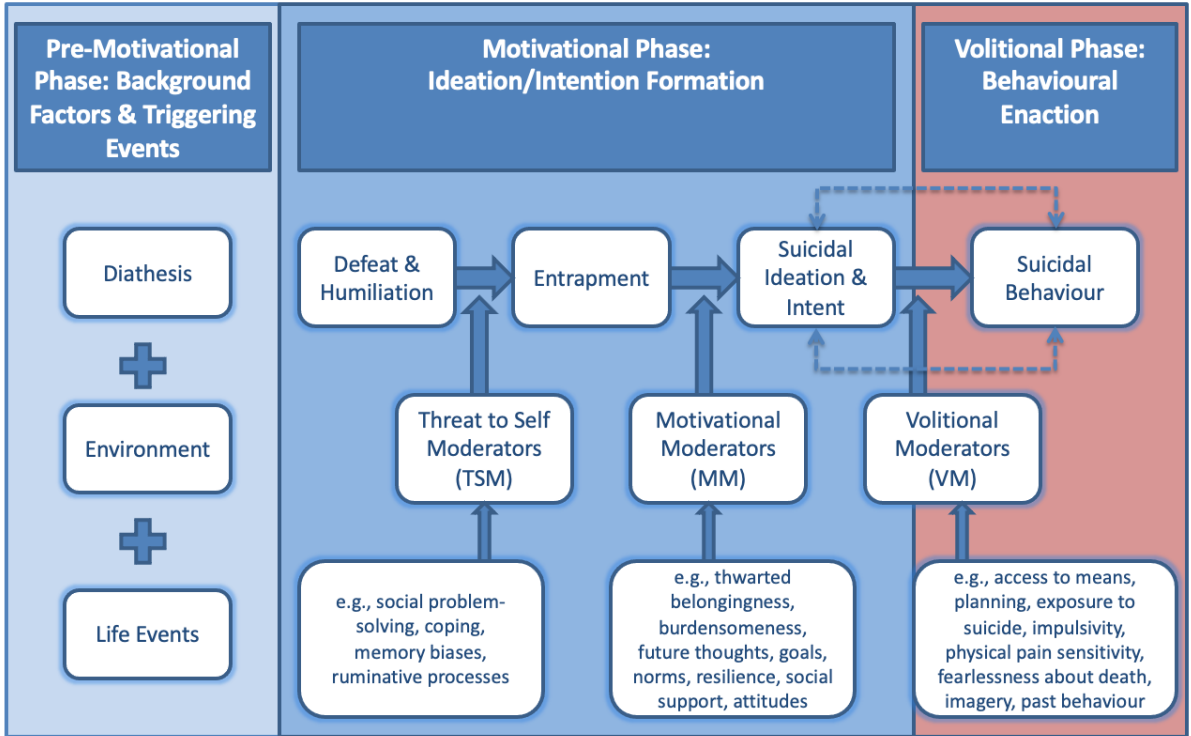 Pre-Motivational
Phase: Background
Factors & Triggering
Events
Motivational Phase:
Ideation/Intention Formation
Volitional Phase:
Behavioural
Enaction
Diathesis
Environment
Life Events
Defeat &
Humiliation
Entrapment
Suicidal
Ideation &
Intent
Suicidal
Behaviour
Threat to Self
Moderators
(TSM)
Motivational
Moderators
(MM)
Volitional
Moderators
(VM)
e.g., social problem-
solving, coping,
memory biases,
ruminative processes
e.g., thwarted
belongingness,
burdensomeness,
future thoughts, goals,
norms, resilience, social
support, attitudes
e.g., access to means,
planning, exposure to
suicide, impulsivity,
physical pain sensitivity,
fearlessness about death,
imagery, past behaviour